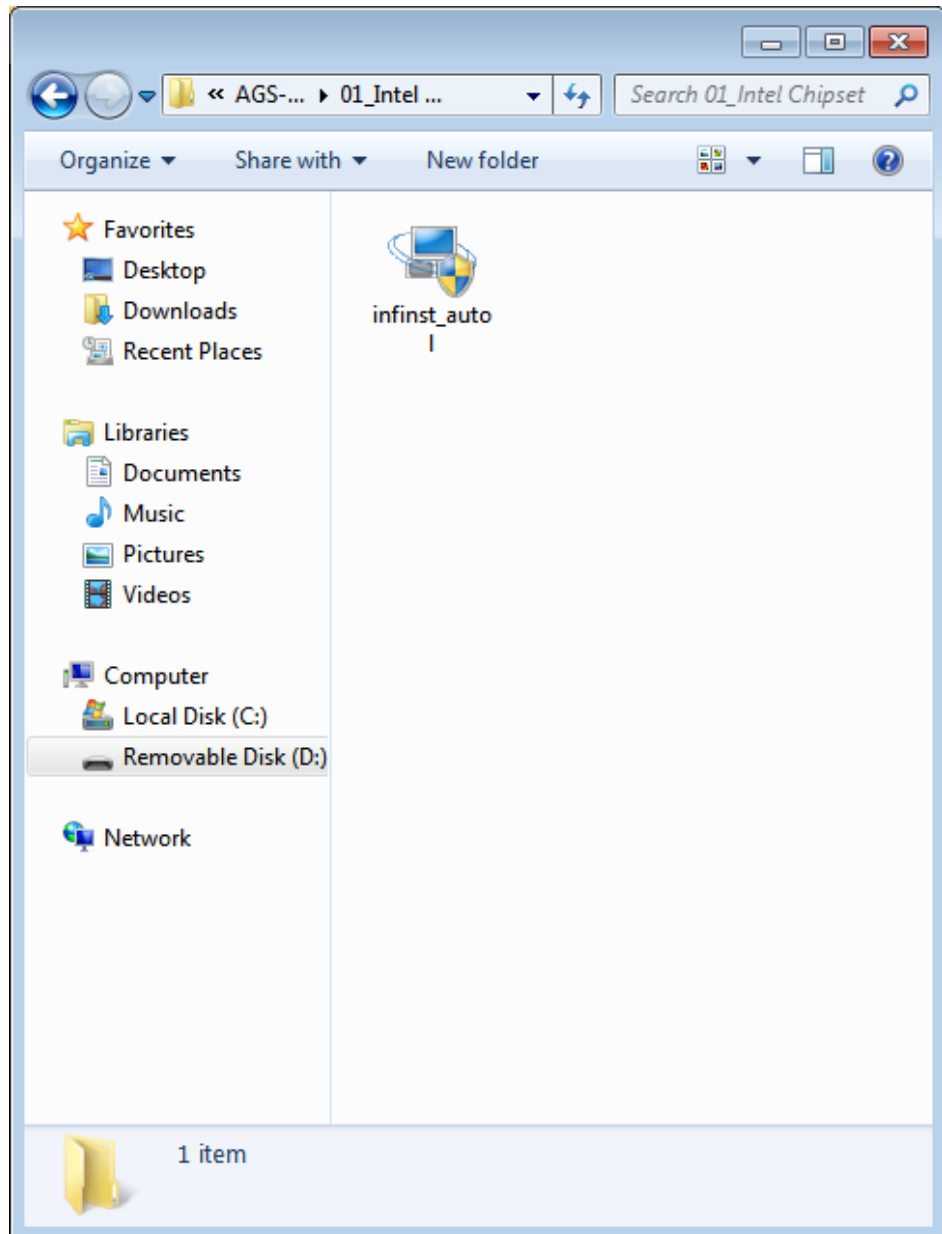 « AGS-... ▸ 01_Intel ...
Search 01_Intel Chipset
Organize ▼ Share with ▼ New folder
Favorites
Desktop
Downloads
Recent Places
Libraries
Documents
Music
Pictures
Videos
Computer
Local Disk (C:)
Removable Disk (D:)
Network
infinst_auto
l
1 item